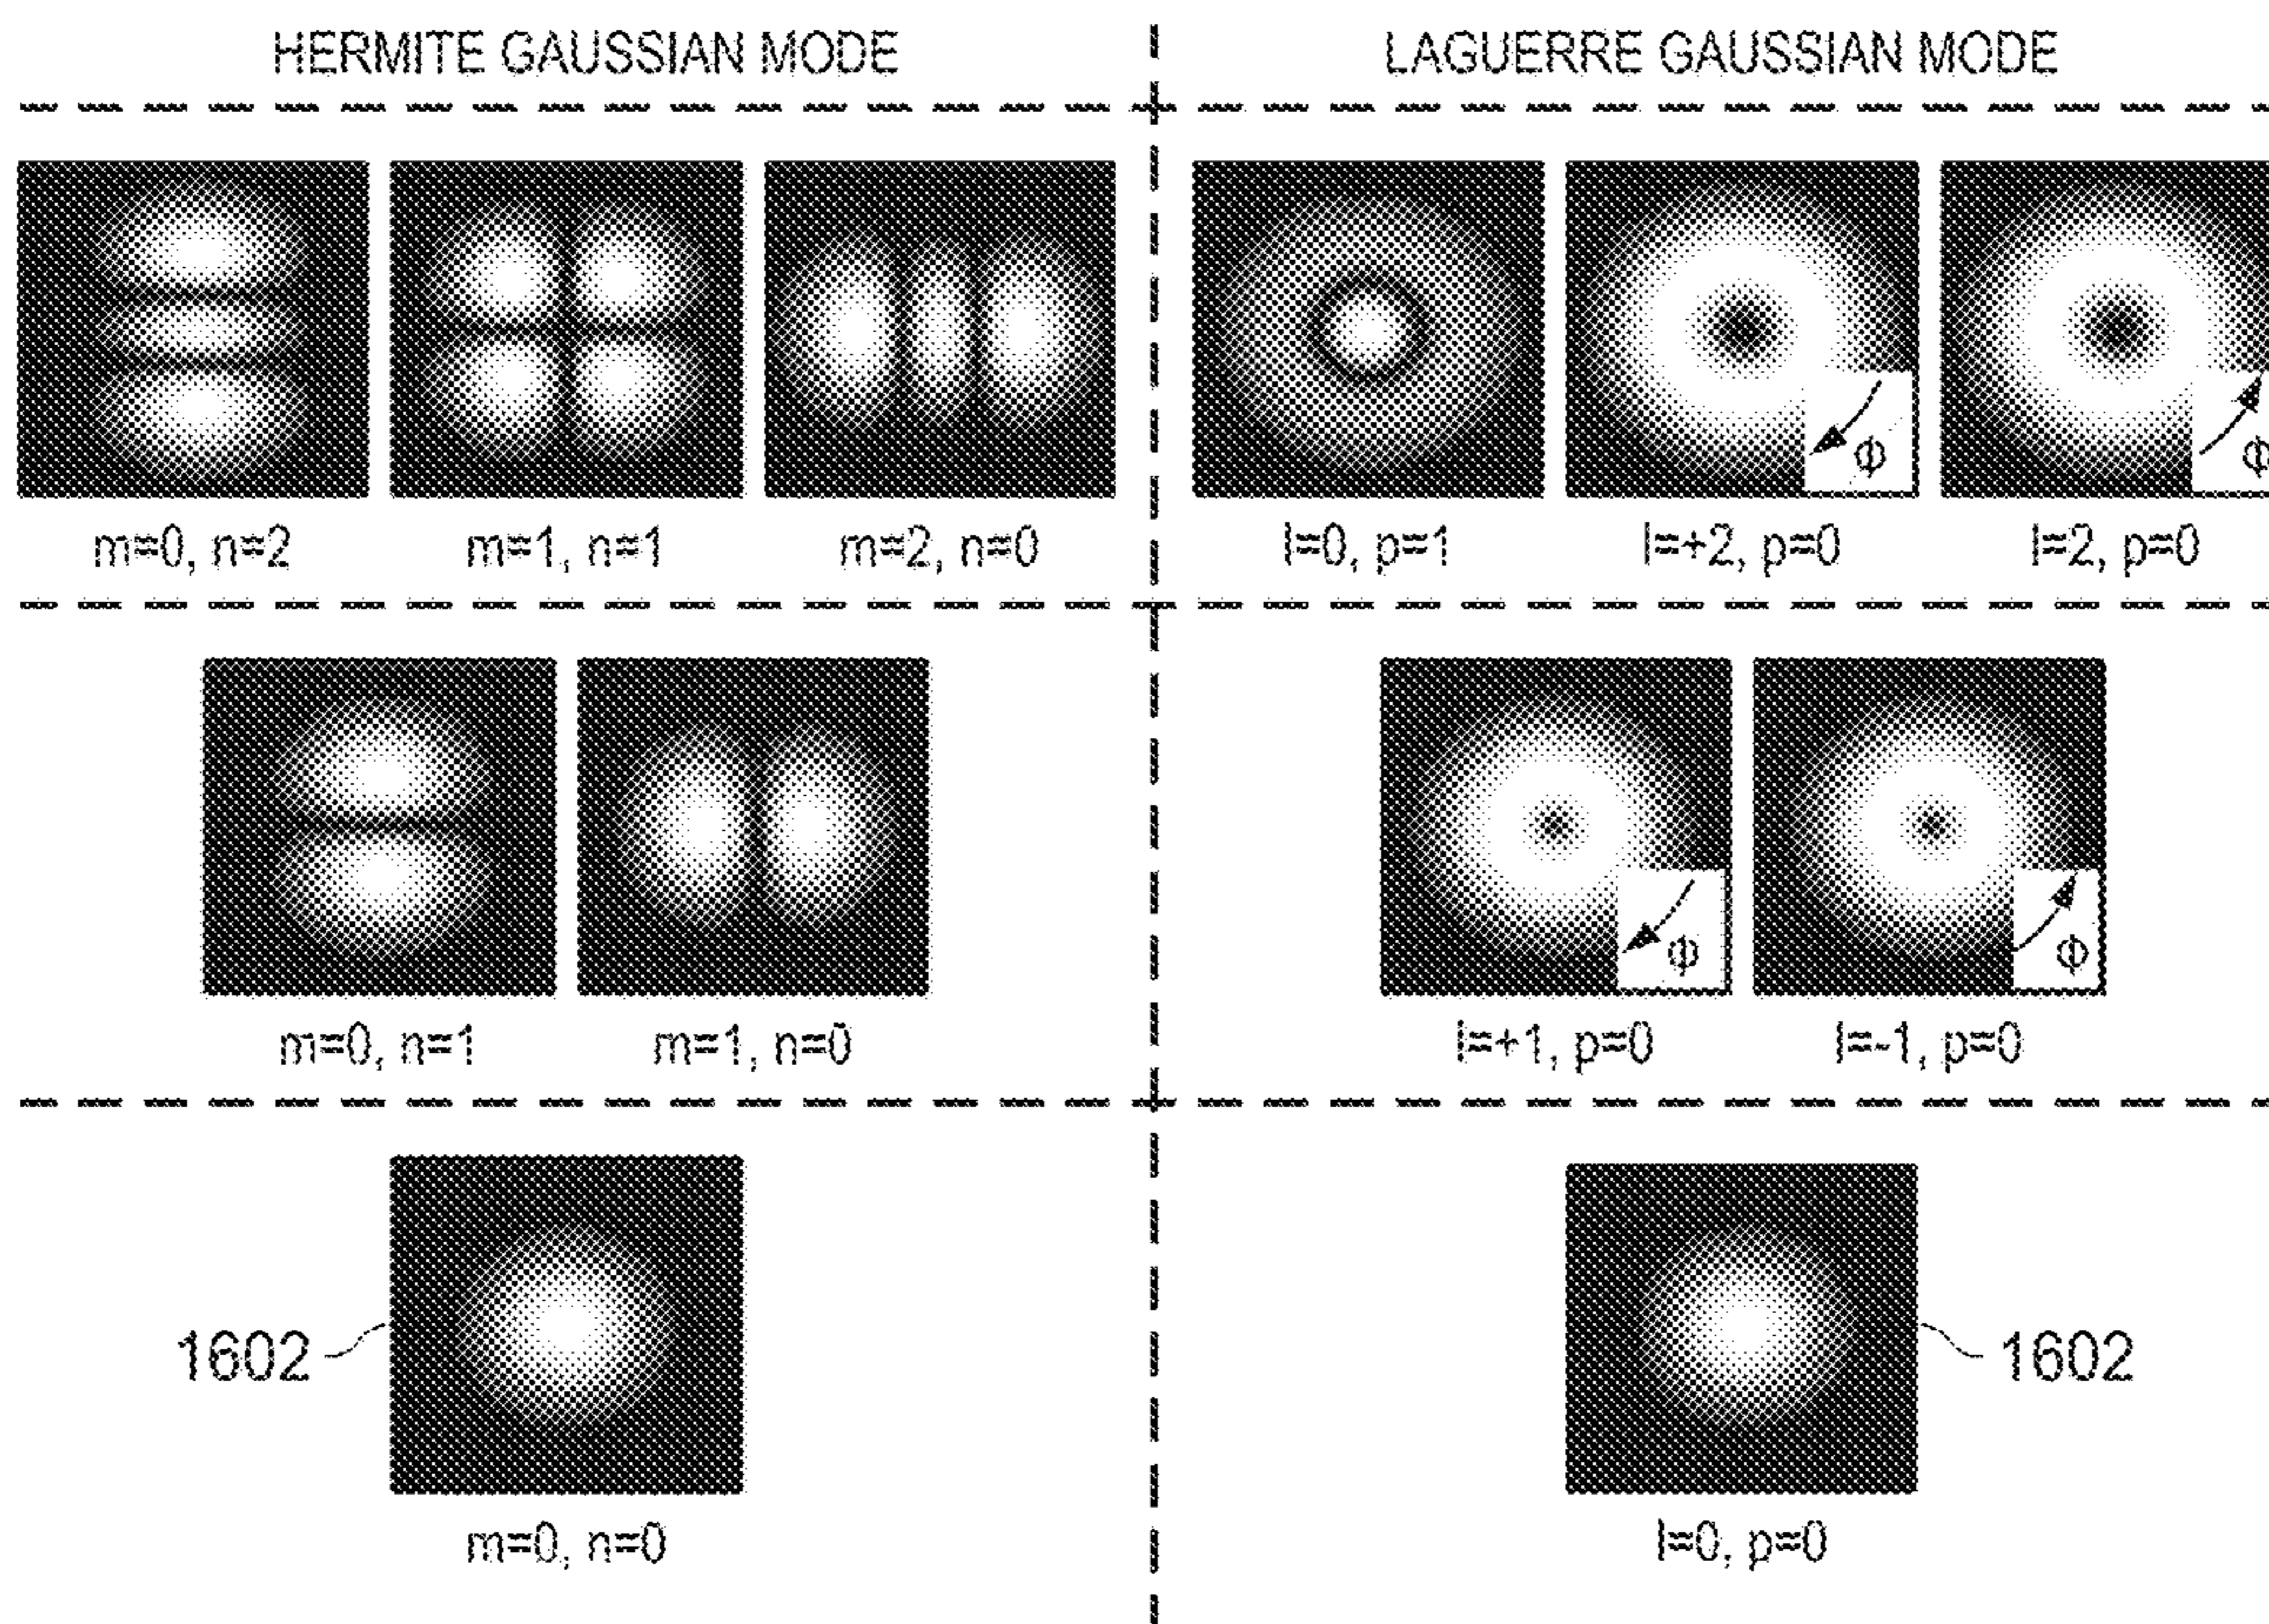 HERMITE GAUSSIAN MODE
LAGUERRE GAUSSIAN MODE
Φ
Φ
m=0, n=2
m=1, n=1
m=2, n=0
l=0, p=1
l=+2, p=0
l=2, p=0
Φ
Φ
m=0, n=1
m=1, n=0
l=+1, p=0
l=-1, p=0
1602
1602
m=0, n=0
l=0, p=0